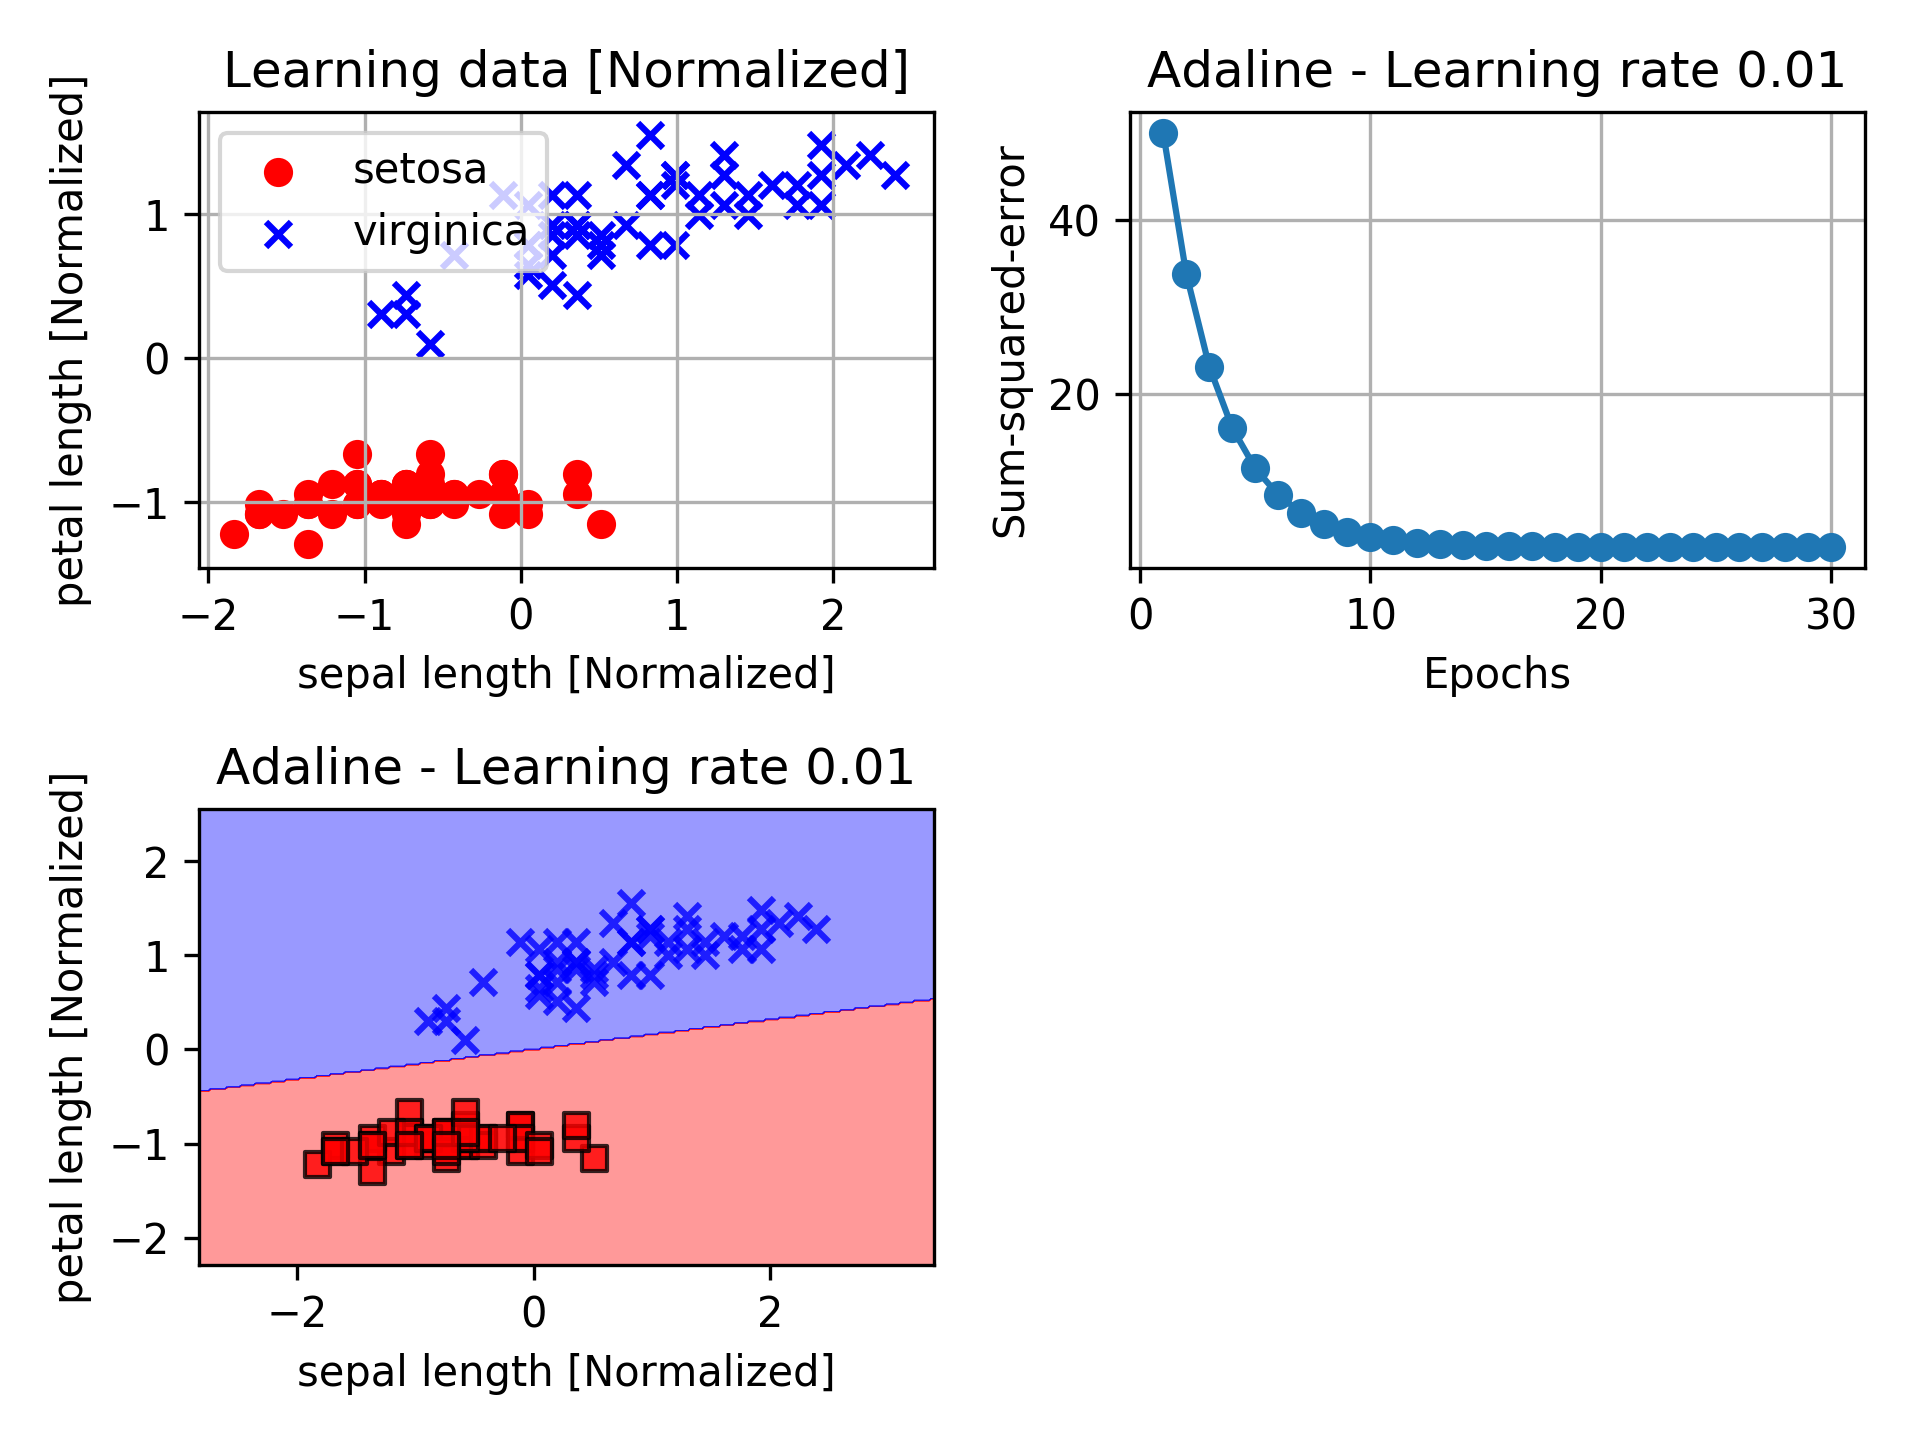 Learning data [Normalized]
petal length [Normalized]
setosa
virginica
1
0
−1
−2 −1 0 1 2
sepal length [Normalized]
Adaline - Learning rate 0.01
Sum-squared-error
40
20
0 10 20 30
Epochs
Adaline - Learning rate 0.01
petal length [Normalized]
2
1
0
−1
−2
−2 0 2
sepal length [Normalized]